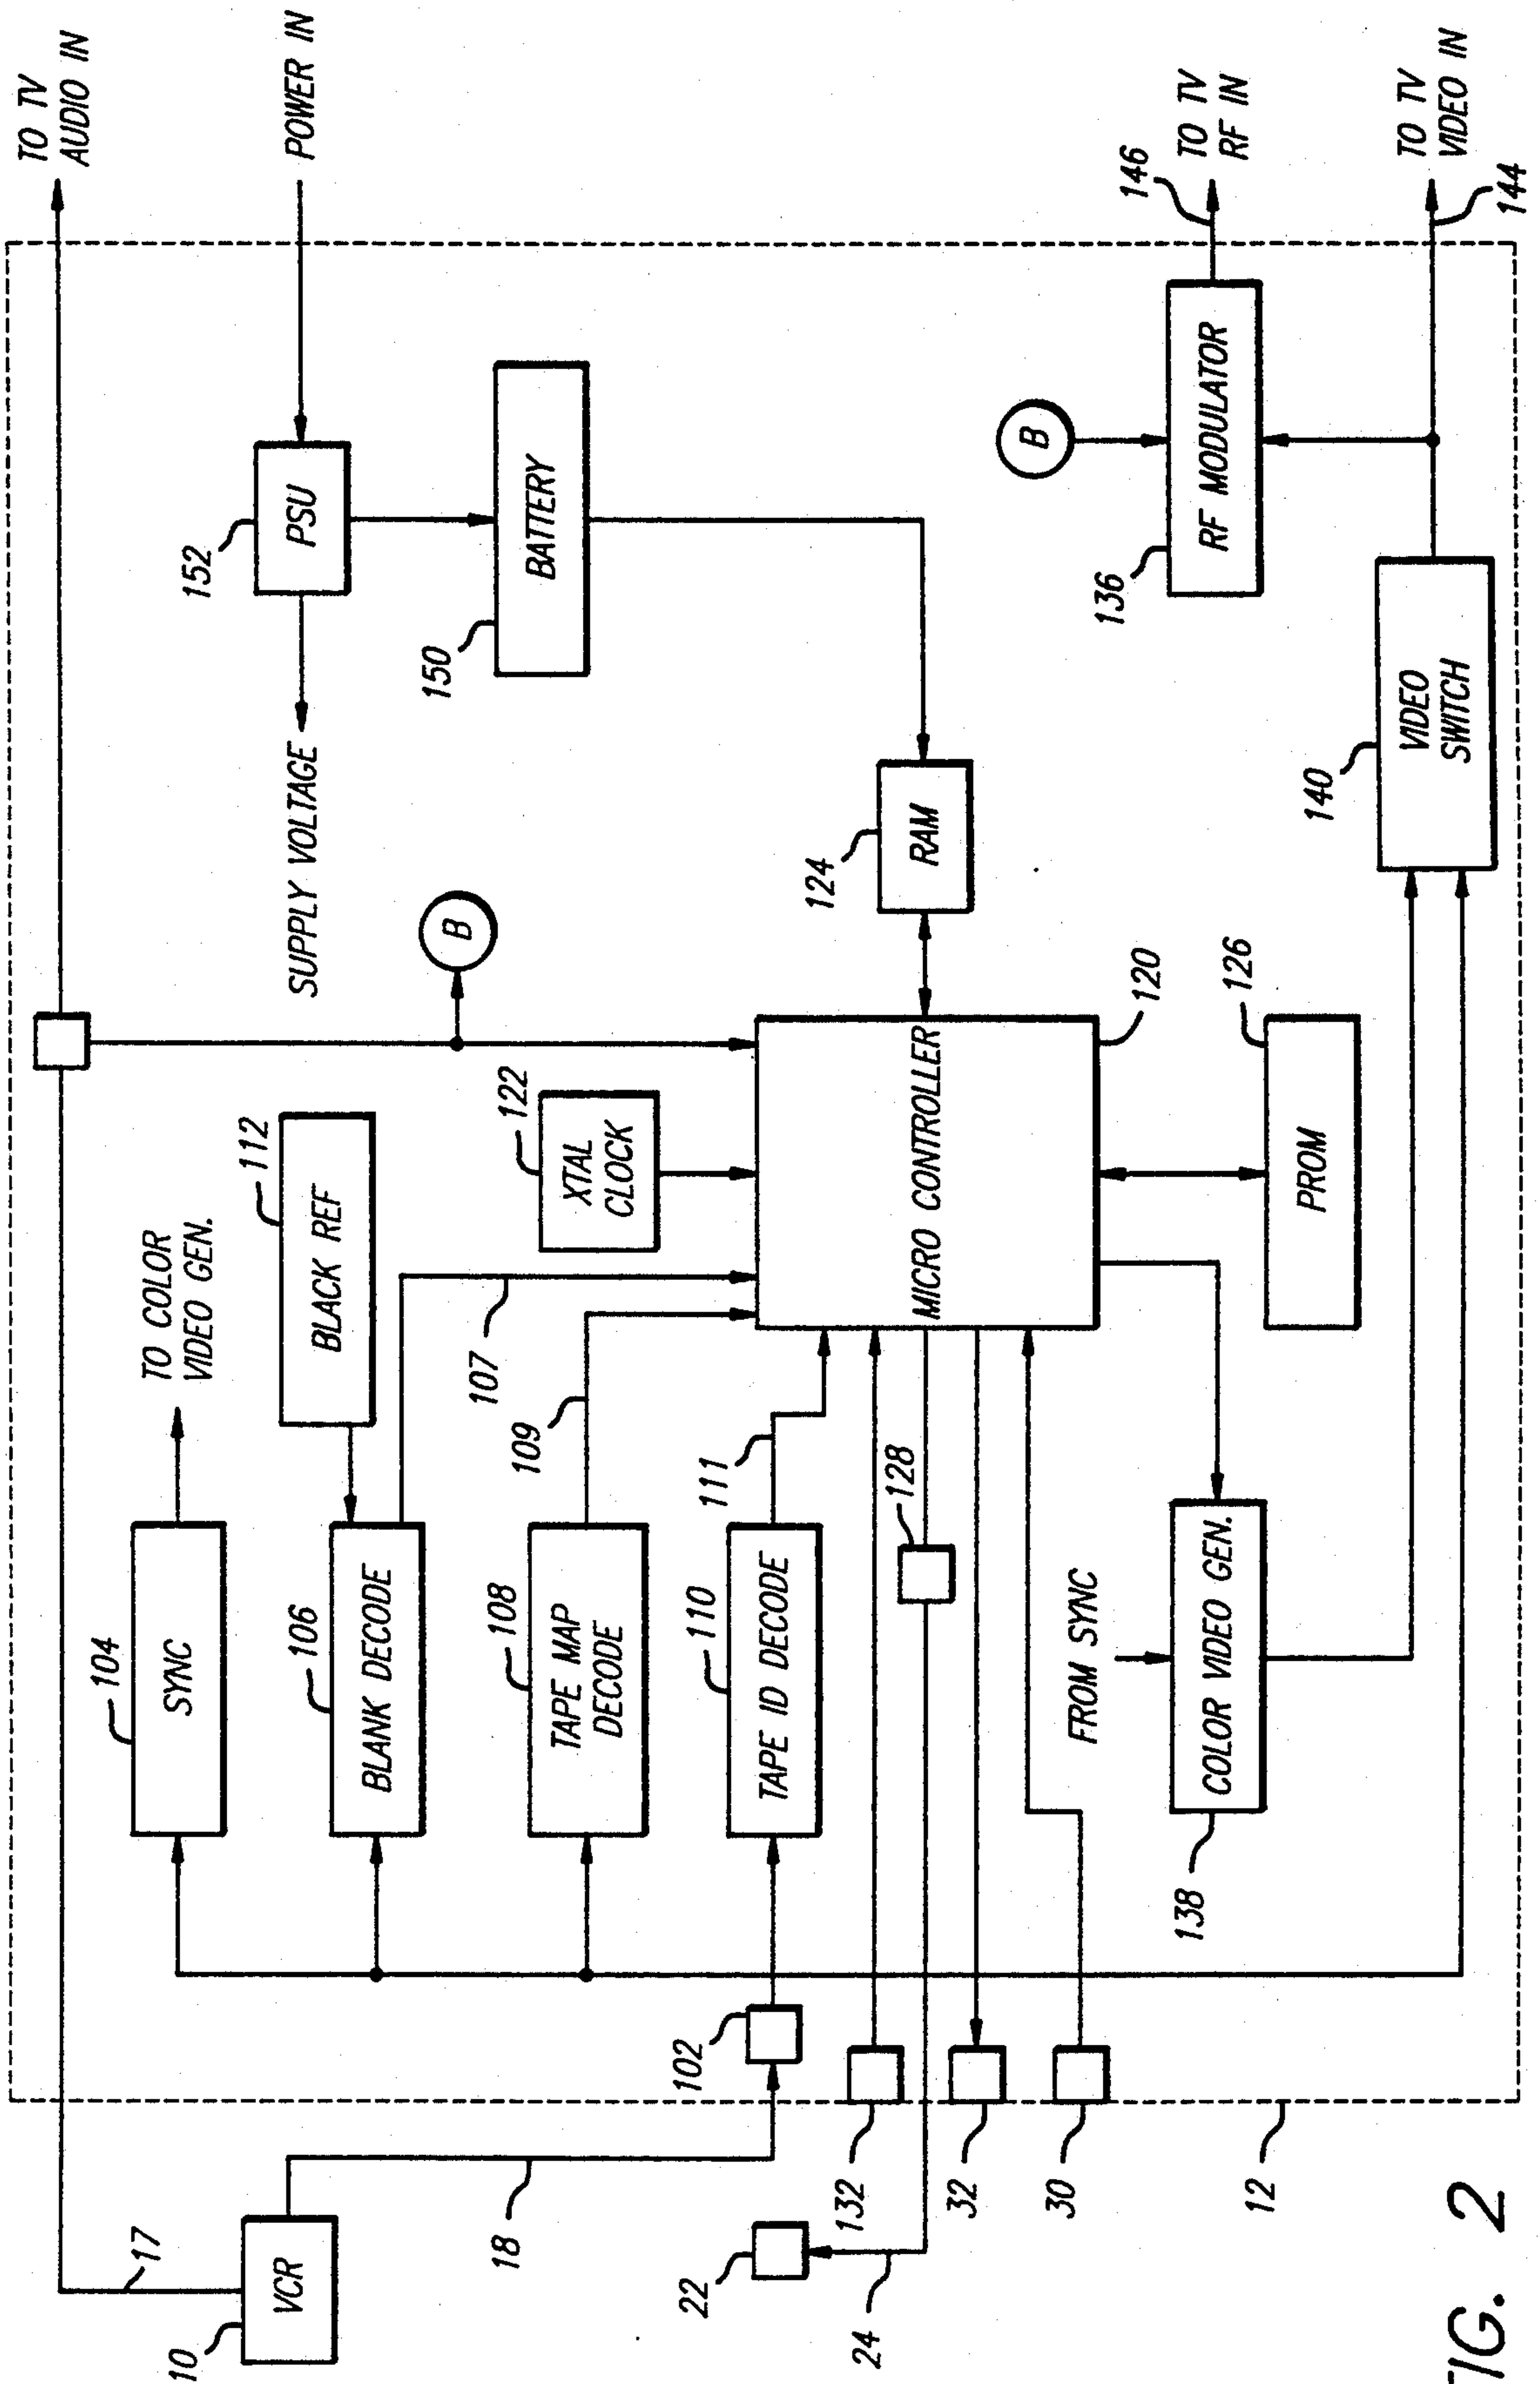 TO TV
AUDIO IN
POWER IN
TO TV
RF IN
146
TO TV
VIDEO IN
144
152
PSU
SUPPLY VOLTAGE
150
BATTERY
B
136
RF MODULATOR
140
VIDEO
SWITCH
124
RAM
B
TO COLOR
VIDEO GEN.
112
BLACK REF
122
XTAL
CLOCK
120
MICRO CONTROLLER
126
PROM
107
109
111
128
104
SYNC
106
BLANK DECODE
108
TAPE MAP
DECODE
110
TAPE ID DECODE
FROM SYNC
138
COLOR VIDEO GEN.
102
17
10
VCR
18
22
24
132
32
30
12
FIG. 2